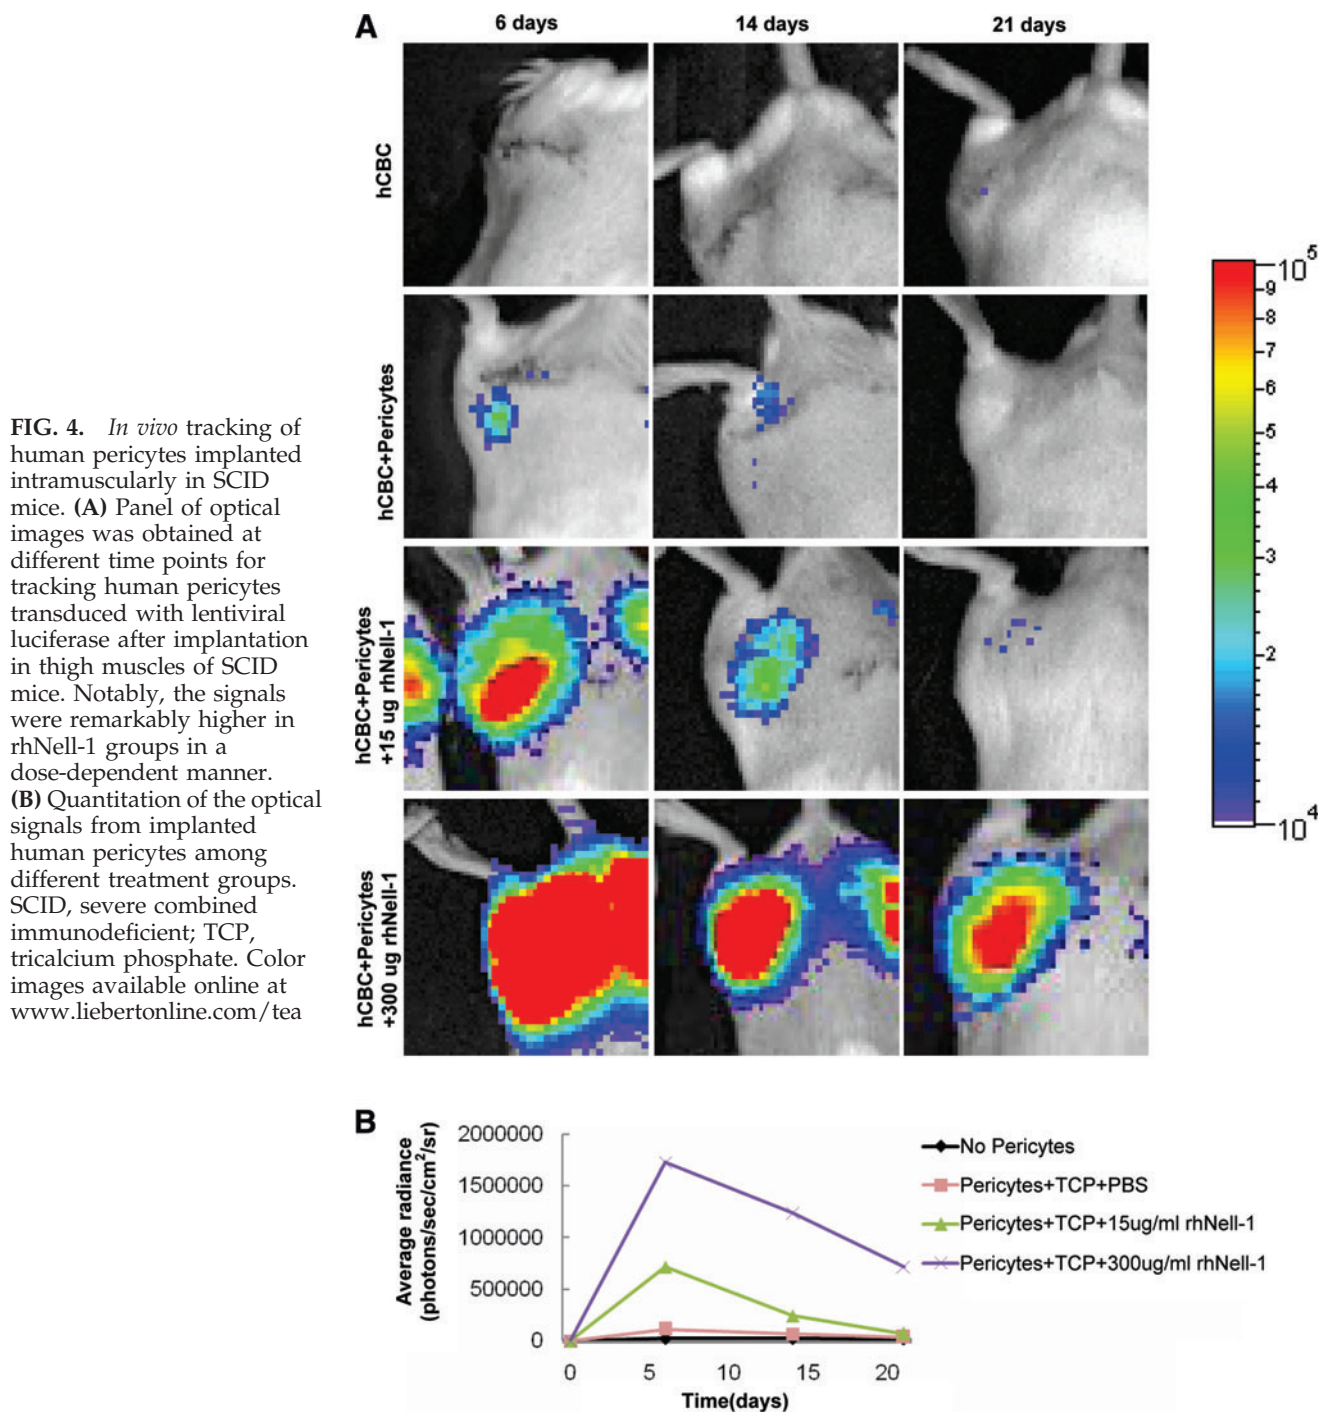 FIG. 4. In vivo tracking of
human pericytes implanted
intramuscularly in SCID
mice. (A) Panel of optical
images was obtained at
different time points for
tracking human pericytes
transduced with lentiviral
luciferase after implantation
in thigh muscles of SCID
mice. Notably, the signals
were remarkably higher in
rhNell-1 groups in a
dose-dependent manner.
(B) Quantitation of the optical
signals from implanted
human pericytes among
different treatment groups.
SCID, severe combined
immunodeficient; TCP,
tricalcium phosphate. Color
images available online at
www.liebertonline.com/tea
A
6 days 14 days 21 days
hCBC
hCBC+Pericytes
hCBC+Pericytes
+15 ug rhNell-1
hCBC+Pericytes
+300 ug rhNell-1
10⁵
9
8
7
6
5
4
3
2
10⁴
B
Average radiance
(photons/sec/cm²/sr)
2000000
1500000
1000000
500000
0
0 5 10 15 20
Time(days)
No Pericytes
Pericytes+TCP+PBS
Pericytes+TCP+15ug/ml rhNell-1
Pericytes+TCP+300ug/ml rhNell-1